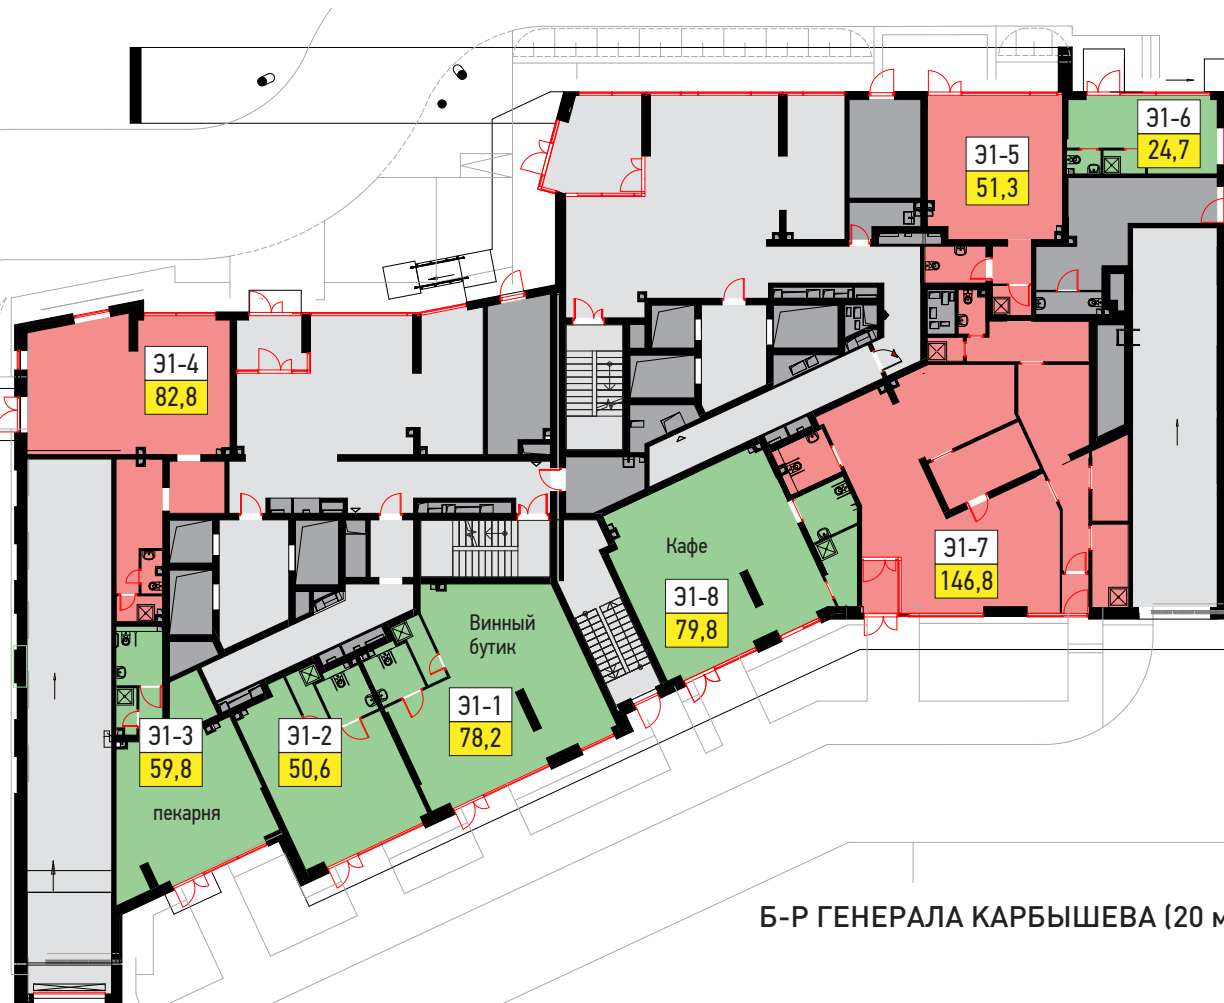 Э1-6
24,7
Э1-5
51,3
Э1-4
82,8
Кафе
Э1-7
146,8
Э1-8
79,8
Винный
бутик
Э1-1
78,2
Э1-3
59,8
Э1-2
50,6
пекарня
Б-Р ГЕНЕРАЛА КАРБЫШЕВА (20 м